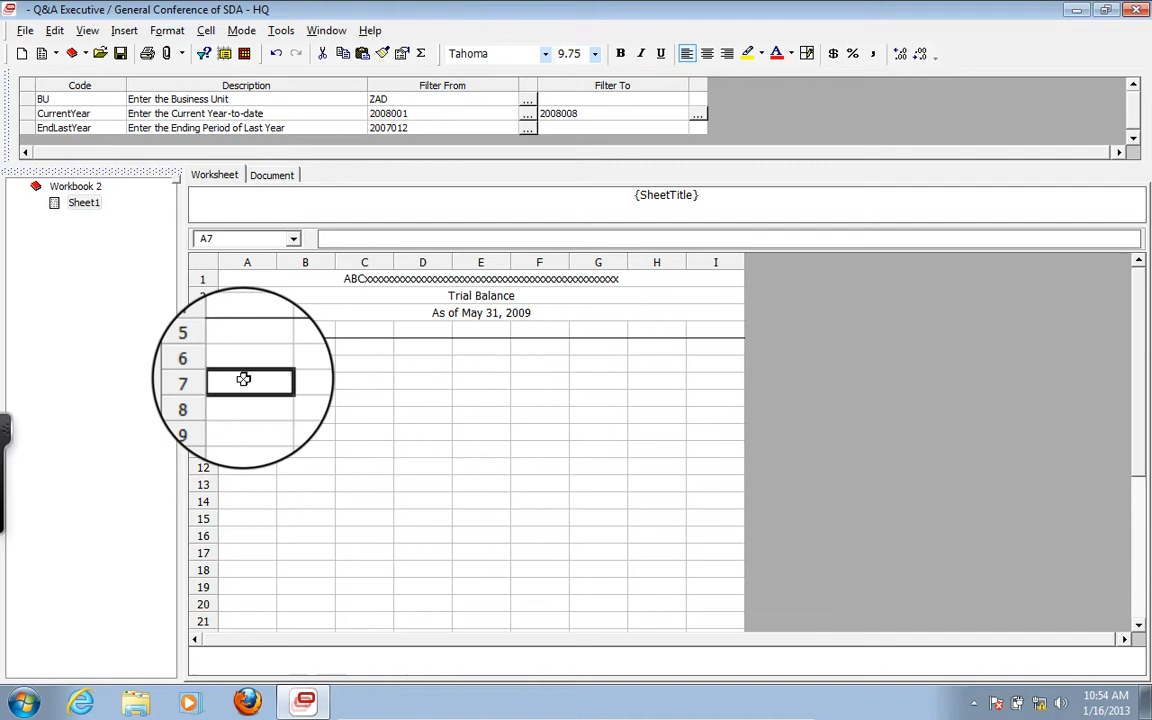 - Q&A Executive / General Conference of SDA - HQ
File Edit View Insert Format Cell Mode Tools Window Help
Tahoma 9.75 B I U
Code Description Filter From Filter To
BU Enter the Business Unit ZAD ...
CurrentYear Enter the Current Year-to-date 2008001 ... 2008008 ...
EndLastYear Enter the Ending Period of Last Year 2007012 ...
Worksheet Document
Workbook 2
Sheet1
{SheetTitle}
A7
A B C D E F G H I
1 ABCxxxxxxxxxxxxxxxxxxxxxxxxxxxxxxxxxxxxxxxxxxx
Trial Balance
As of May 31, 2009
5
6
7
8
9
12
13
14
15
16
17
18
19
20
21
10:54 AM
1/16/2013